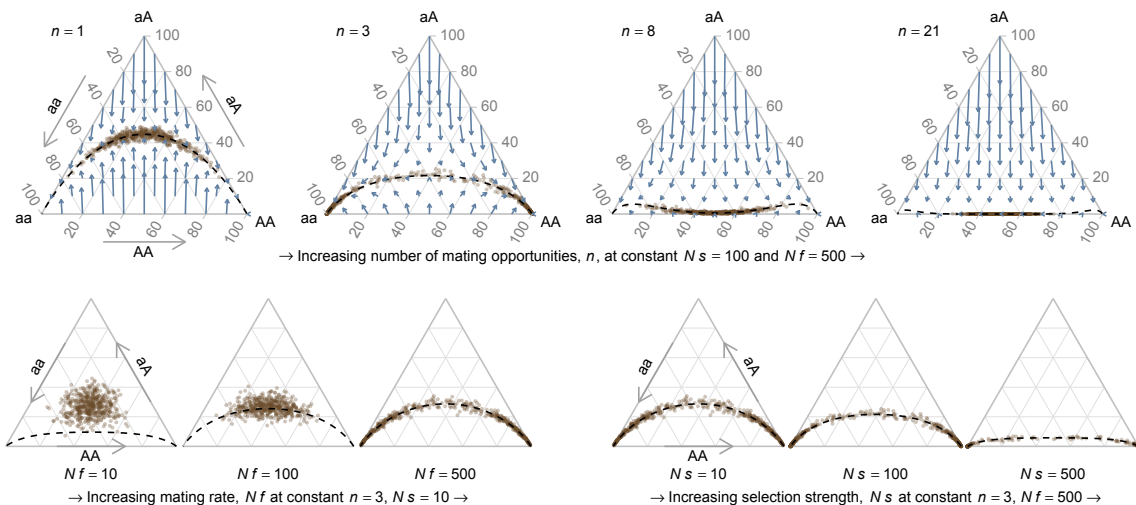 n = 1
n = 3
n = 8
n = 21
aA
aA
aA
aA
100
100
100
100
20
80
20
80
20
80
20
80
40
60
40
60
40
60
40
60
aa
aA
60
40
60
40
60
40
60
40
80
20
80
20
80
20
80
20
100
100
100
100
aa
AA
aa
AA
aa
AA
aa
AA
20
40
60
80
100
20
40
60
80
100
20
40
60
80
100
20
40
60
80
100
AA
→ Increasing number of mating opportunities, n, at constant N s = 100 and N f = 500 →
aa
aA
aa
aA
AA
AA
N f = 10
N f = 100
N f = 500
N s = 10
N s = 100
N s = 500
→ Increasing mating rate, N f at constant n = 3, N s = 10 →
→ Increasing selection strength, N s at constant n = 3, N f = 500 →